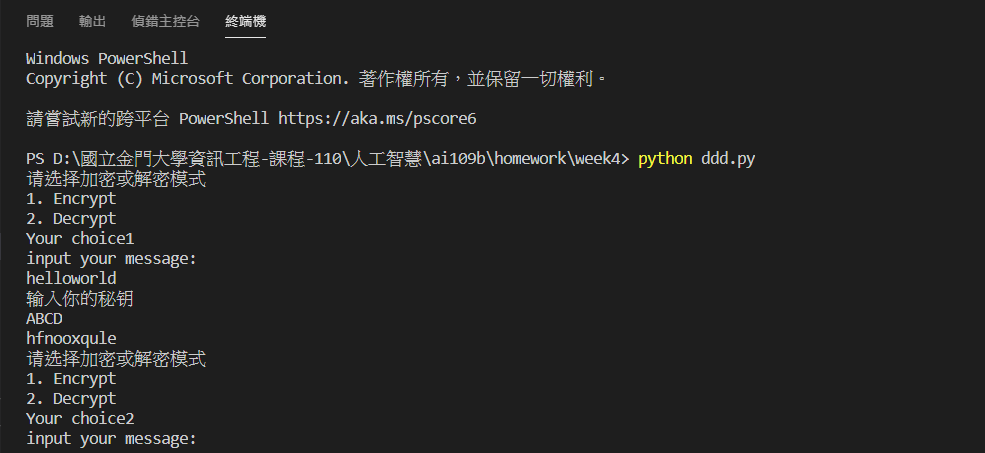 問題 輸出 偵錯主控台 終端機
Windows PowerShell
Copyright (C) Microsoft Corporation. 著作權所有，並保留一切權利。
請嘗試新的跨平台 PowerShell https://aka.ms/pscore6
PS D:\國立金門大學資訊工程-課程-110\人工智慧\ai109b\homework\week4> python ddd.py
请选择加密或解密模式
1. Encrypt
2. Decrypt
Your choice1
input your message:
helloworld
输入你的秘钥
ABCD
hfnooxqule
请选择加密或解密模式
1. Encrypt
2. Decrypt
Your choice2
input your message: